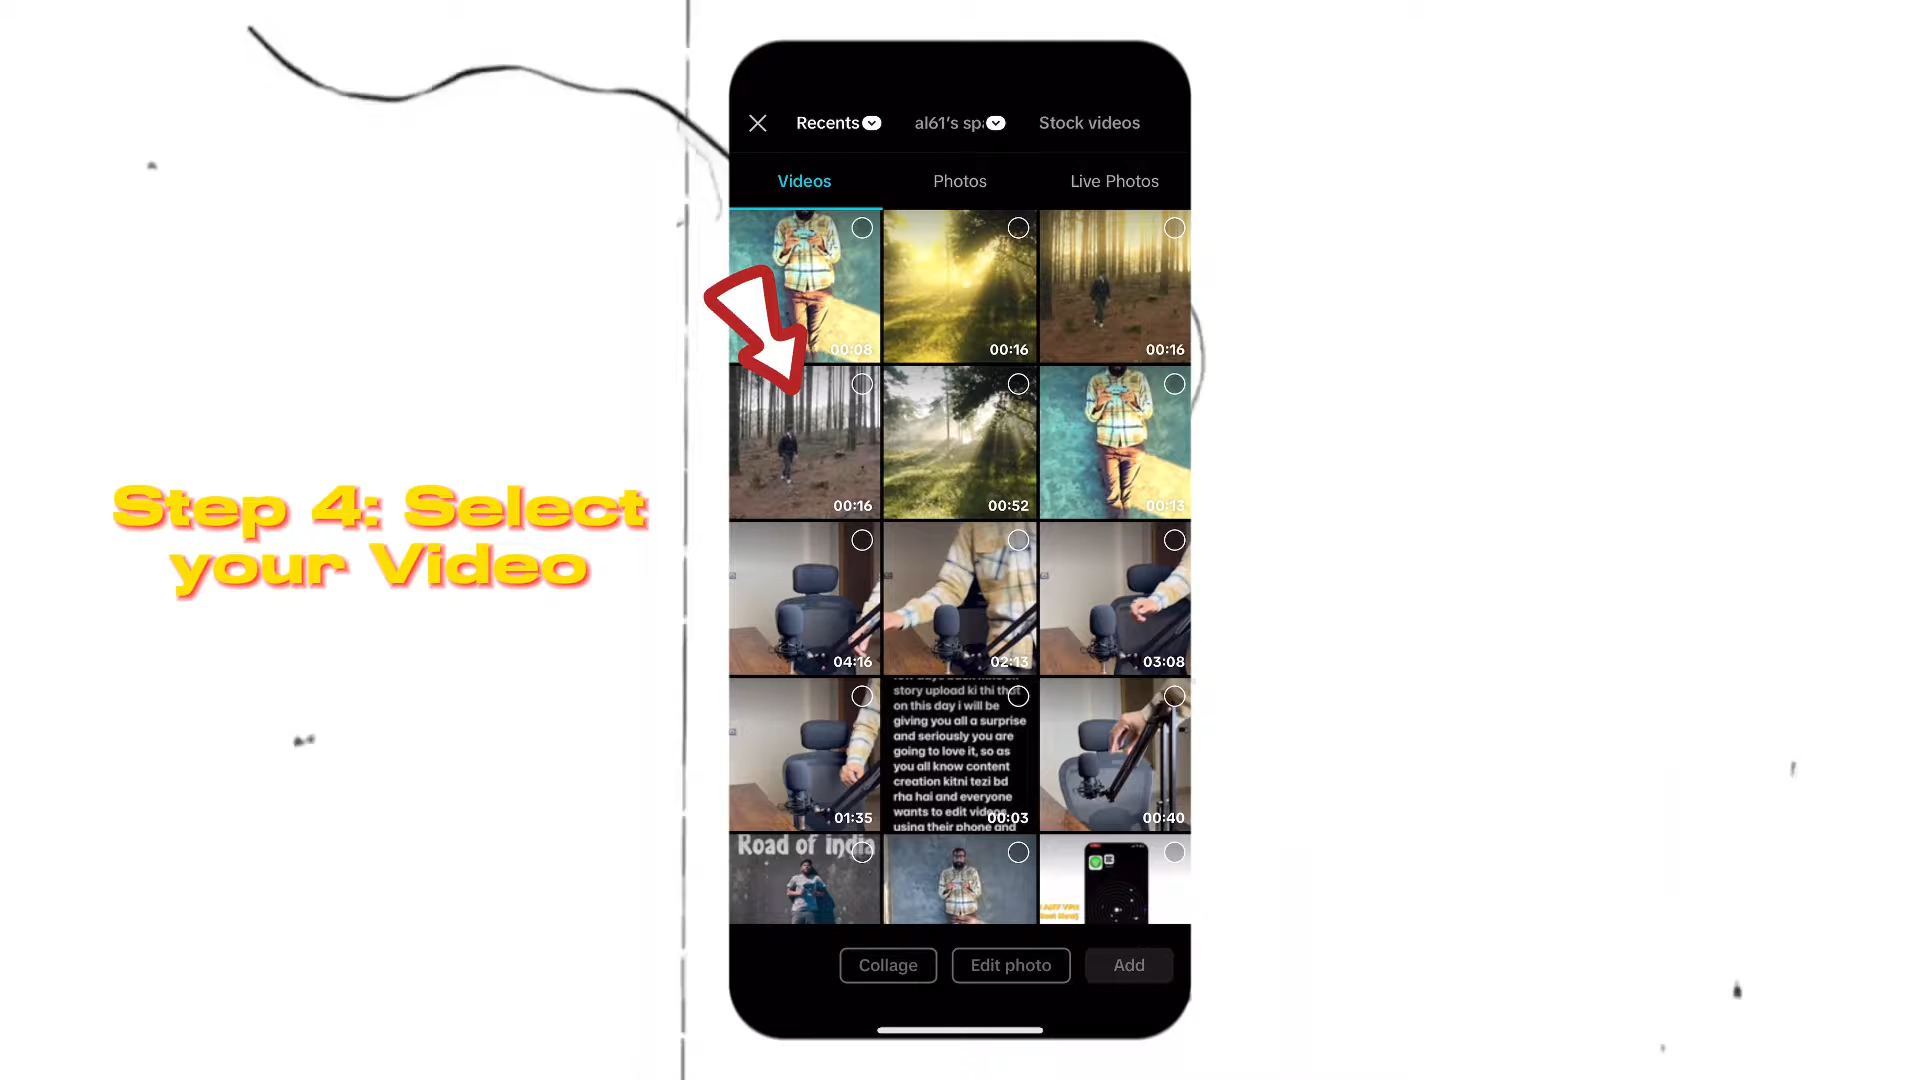 Recents
al61's spa
Stock videos
Videos
Photos
Live Photos
00:08
00:16
00:16
00:16
00:52
00:13
Step 4: Select
your Video
04:16
02:13
03:08
story upload ki thi that
on this day i will be
giving you all a surprise
and seriously you are
going to love it, so as
you all know content
creation kitni tezi bd
rha hai and everyone
wants to edit videos
using their phone and
01:35
00:03
00:40
Road of india
Collage
Edit photo
Add